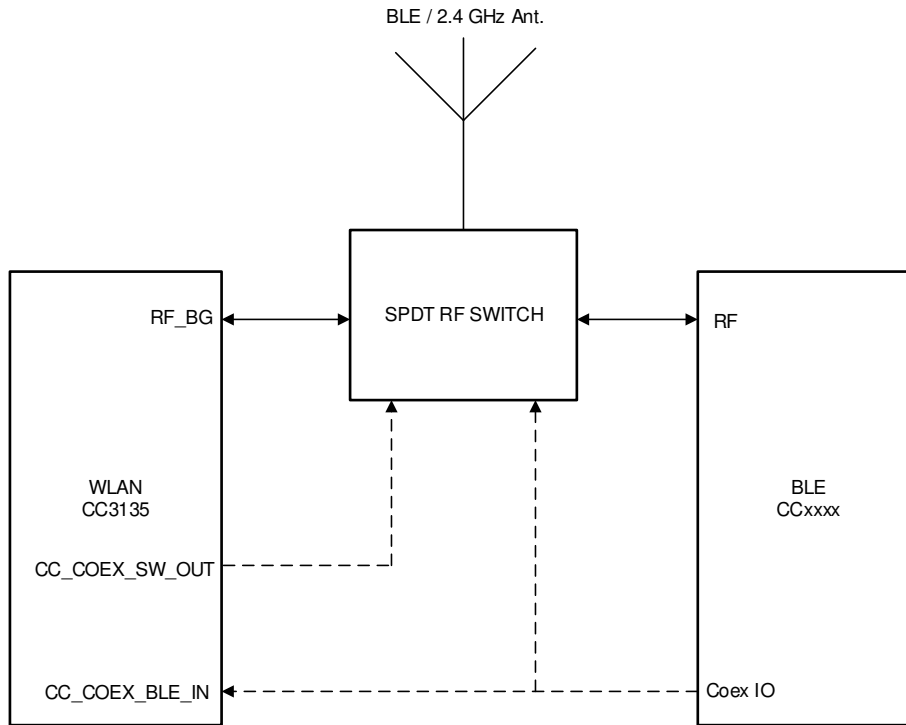 BLE / 2.4 GHz Ant.
RF_BG
SPDT RF SWITCH
RF
WLAN
CC3135
BLE
CCxxxx
CC_COEX_SW_OUT
CC_COEX_BLE_IN
Coex IO